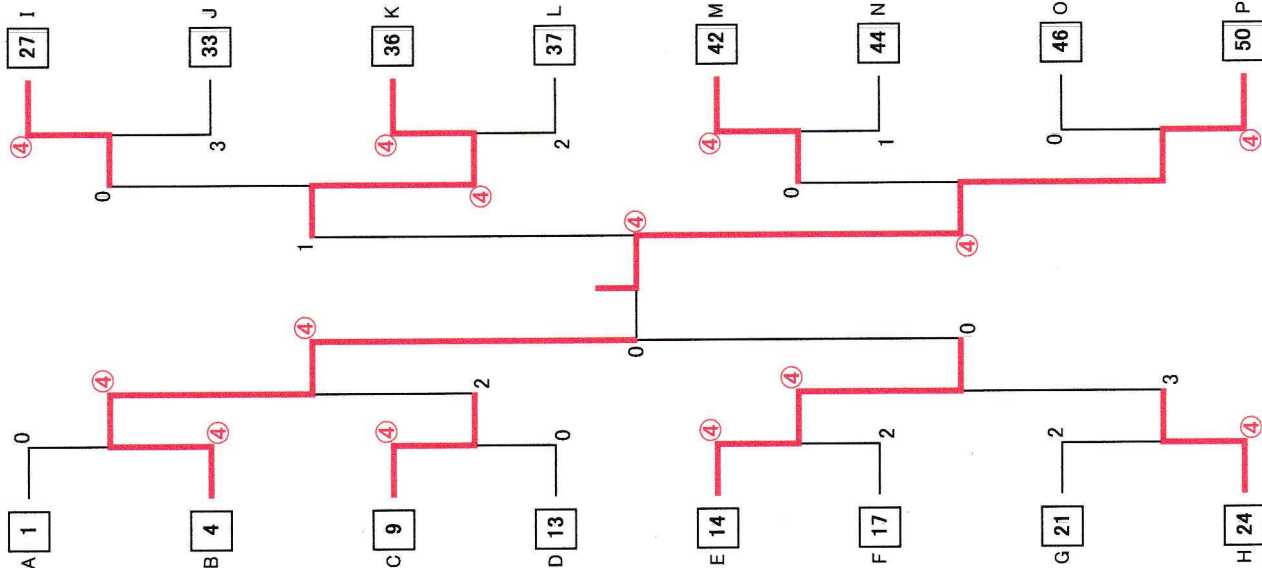 A 1 0 ④ 27 I
④ 0
B 4 ④ 3 33 J
④ 1
C 9 ④ ④ 36 K
2 ④
D 13 0 2 37 L
0 ④
E 14 ④ ④ 42 M
④ 0
F 17 2 1 44 N
0 ④
G 21 2 0 46 O
3
H 24 ④ ④ 50 P